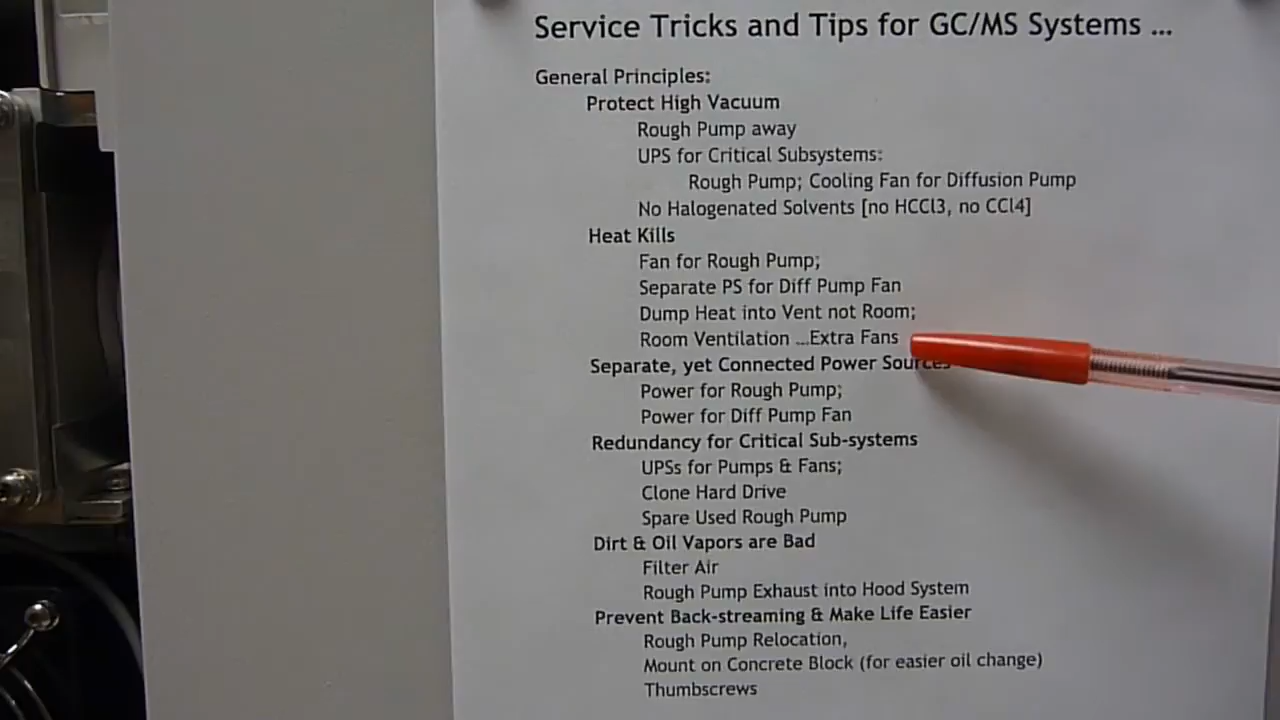 Service Tricks and Tips for GC/MS Systems ...
General Principles:
Protect High Vacuum
Rough Pump away
UPS for Critical Subsystems:
Rough Pump; Cooling Fan for Diffusion Pump
No Halogenated Solvents [no HCCl3, no CCl4]
Heat Kills
Fan for Rough Pump;
Separate PS for Diff Pump Fan
Dump Heat into Vent not Room;
Room Ventilation ...Extra Fans
Separate, yet Connected Power Sources
Power for Rough Pump;
Power for Diff Pump Fan
Redundancy for Critical Sub-systems
UPSs for Pumps & Fans;
Clone Hard Drive
Spare Used Rough Pump
Dirt & Oil Vapors are Bad
Filter Air
Rough Pump Exhaust into Hood System
Prevent Back-streaming & Make Life Easier
Rough Pump Relocation,
Mount on Concrete Block (for easier oil change)
Thumbscrews